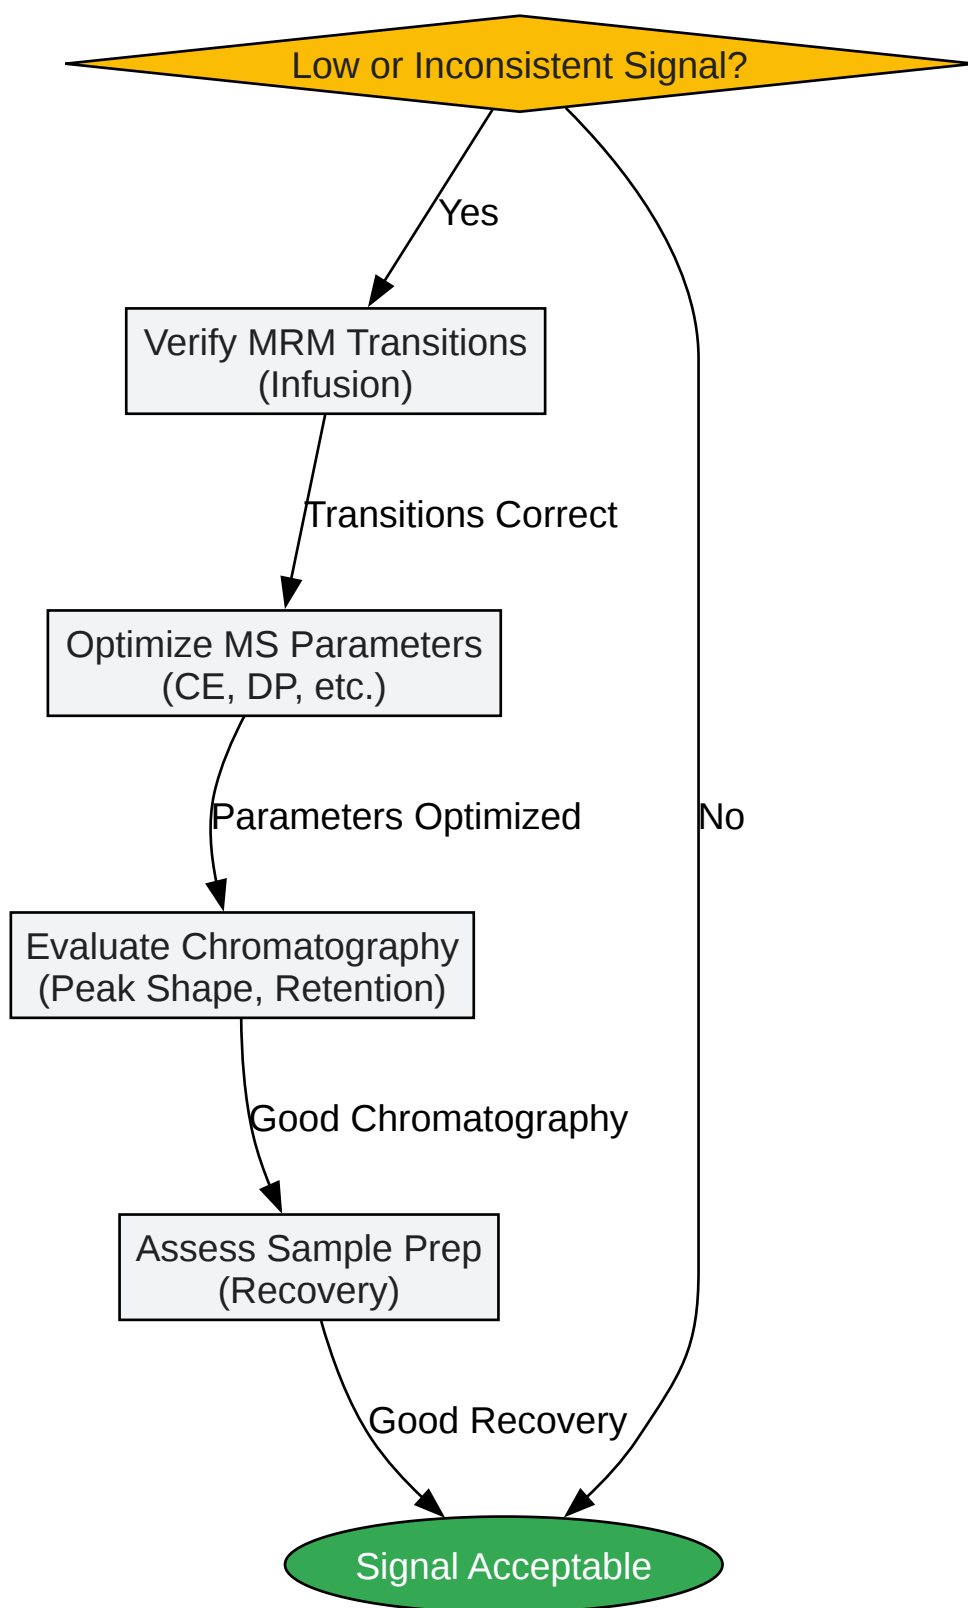 Low or Inconsistent Signal?
Yes
Verify MRM Transitions
(Infusion)
Transitions Correct
Optimize MS Parameters
(CE, DP, etc.)
Parameters Optimized
No
Evaluate Chromatography
(Peak Shape, Retention)
Good Chromatography
Assess Sample Prep
(Recovery)
Good Recovery
Signal Acceptable